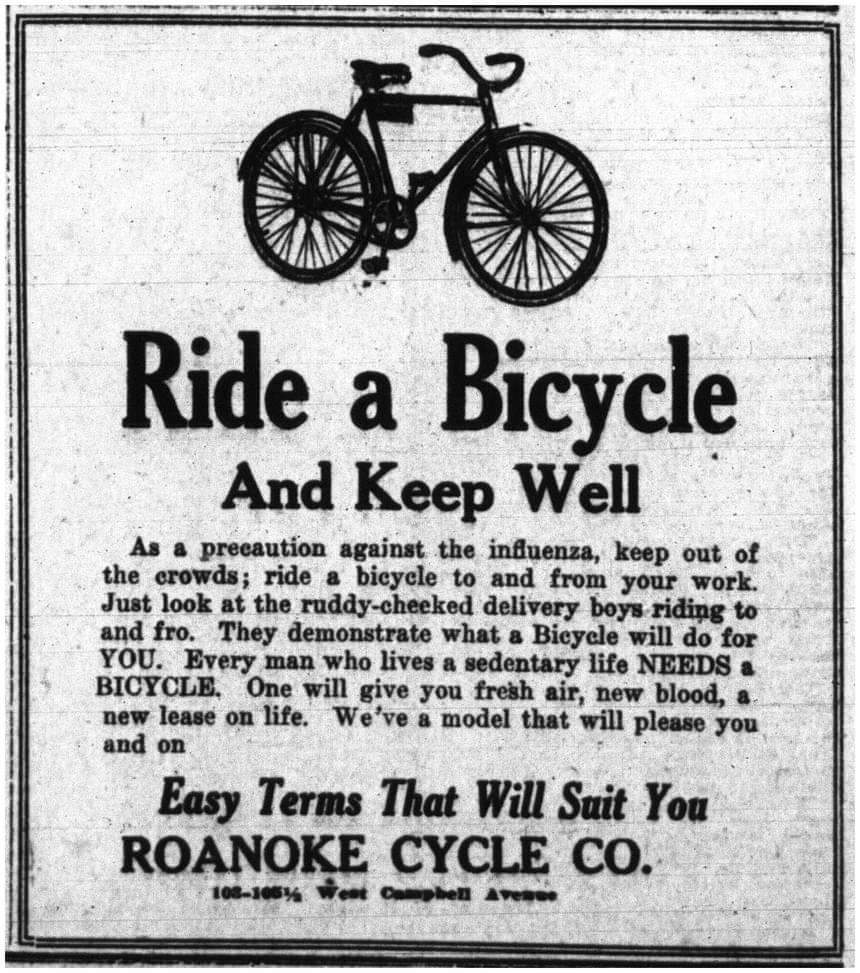 Ride a Bicycle
And Keep Well
As a precaution against the influenza, keep out of
the crowds; ride a bicycle to and from your work.
Just look at the ruddy-cheeked delivery boys riding to
and fro. They demonstrate what a Bicycle will do for
YOU. Every man who lives a sedentary life NEEDS a
BICYCLE. One will give you fresh air, new blood, a
new lease on life. We've a model that will please you
and on
Easy Terms That Will Suit You
ROANOKE CYCLE CO.
West Campbell Avenue